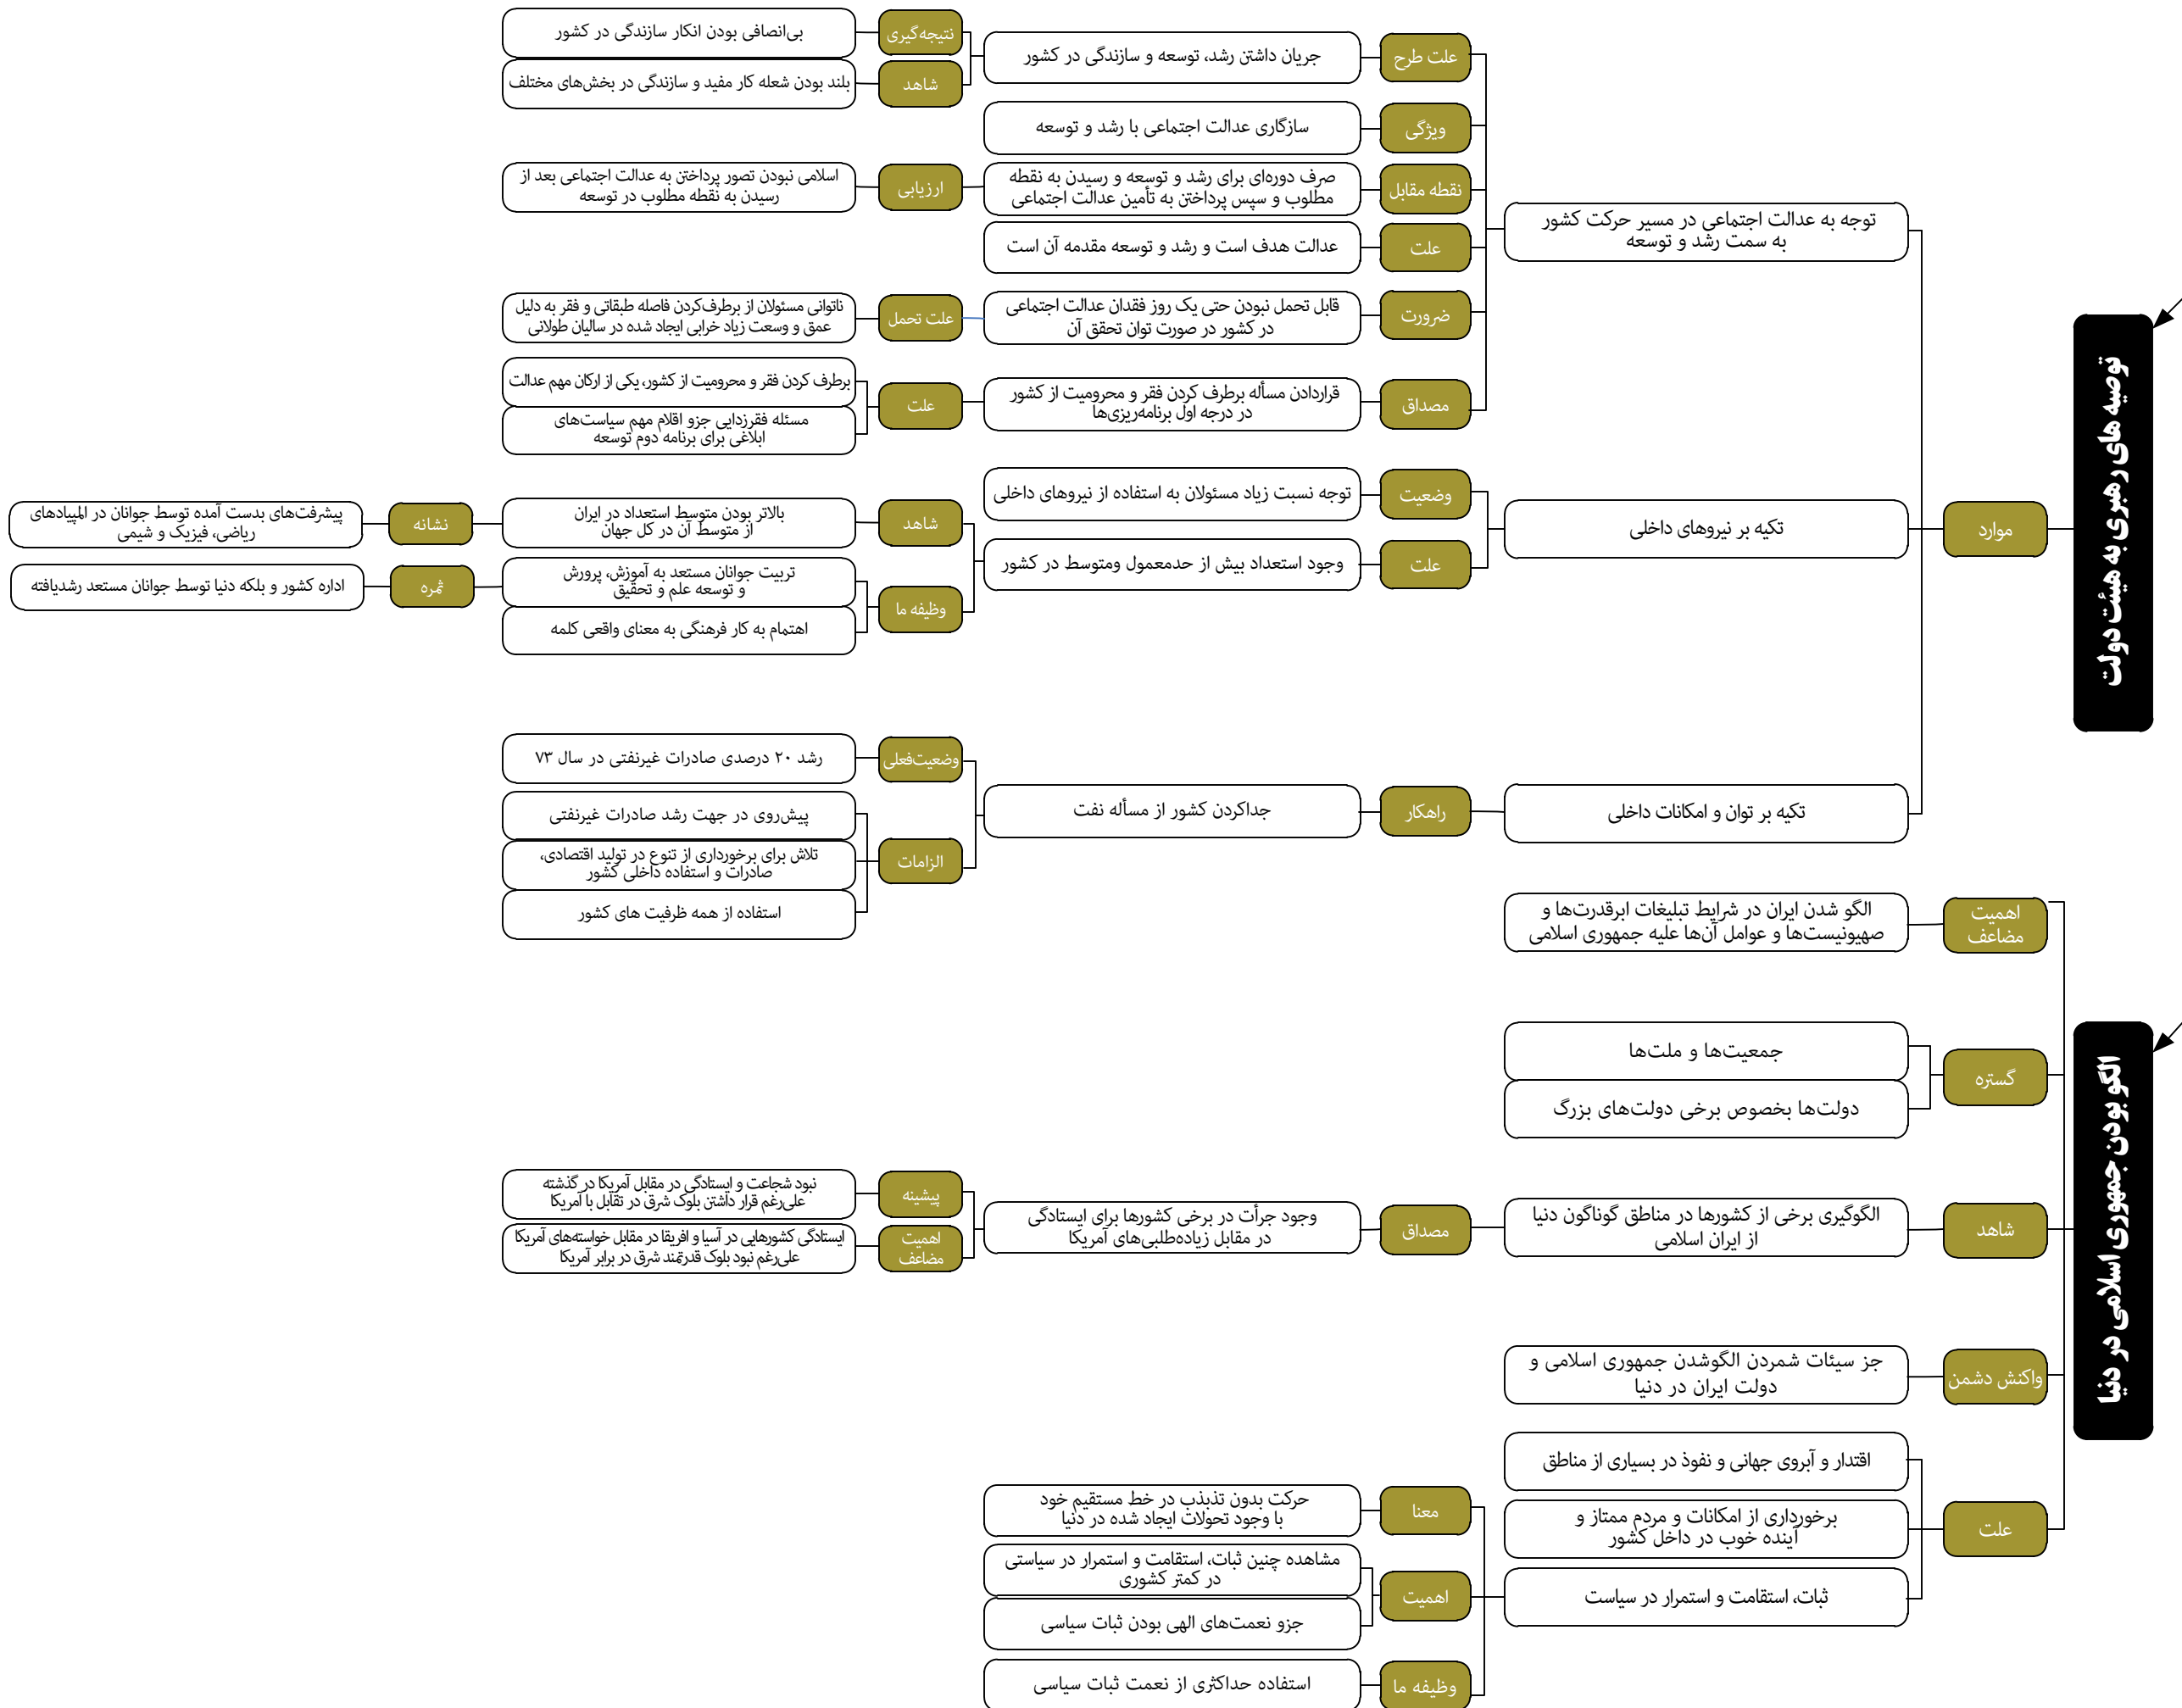 توصیه های رهبری به هیئت دولت
موارد
توجه به عدالت اجتماعی در مسیر حرکت کشور
به سمت رشد و توسعه
علت طرح
جریان داشتن رشد، توسعه و سازندگی در کشور
نتیجه‌گیری
بی‌انصافی بودن انکار سازندگی در کشور
شاهد
بلند بودن شعله کار مفید و سازندگی در بخش‌های مختلف
ویژگی
سازگاری عدالت اجتماعی با رشد و توسعه
نقطه مقابل
صرف دوره‌ای برای رشد و توسعه و رسیدن به نقطه
مطلوب و سپس پرداختن به تأمین عدالت اجتماعی
ارزیابی
اسلامی نبودن تصور پرداختن به عدالت اجتماعی بعد از
رسیدن به نقطه مطلوب در توسعه
علت
عدالت هدف است و رشد و توسعه مقدمه آن است
ضرورت
قابل تحمل نبودن حتی یک روز فقدان عدالت اجتماعی
در کشور در صورت توان تحقق آن
علت تحمل
ناتوانی مسئولان از برطرف‌کردن فاصله طبقاتی و فقر به دلیل
عمق و وسعت زیاد خرابی ایجاد شده در سالیان طولانی
مصداق
قراردادن مسأله برطرف کردن فقر و محرومیت از کشور
در درجه اول برنامه‌ریزی‌ها
علت
برطرف کردن فقر و محرومیت از کشور، یکی از ارکان مهم عدالت
مسئله فقرزدایی جزو اقلام مهم سیاست‌های
ابلاغی برای برنامه دوم توسعه
تکیه بر نیروهای داخلی
وضعیت
توجه نسبت زیاد مسئولان به استفاده از نیروهای داخلی
علت
وجود استعداد بیش از حدمعمول ومتوسط در کشور
شاهد
بالاتر بودن متوسط استعداد در ایران
از متوسط آن در کل جهان
نشانه
پیشرفت‌های بدست آمده توسط جوانان در المپیادهای
ریاضی، فیزیک و شیمی
وظیفه ما
تربیت جوانان مستعد به آموزش، پرورش
و توسعه علم و تحقیق
ثمره
اداره کشور و بلکه دنیا توسط جوانان مستعد رشدیافته
اهتمام به کار فرهنگی به معنای واقعی کلمه
تکیه بر توان و امکانات داخلی
راهکار
جداکردن کشور از مسأله نفت
وضعیت‌فعلی
رشد ۲۰ درصدی صادرات غیرنفتی در سال ۷۳
الزامات
پیش‌روی در جهت رشد صادرات غیرنفتی
تلاش برای برخورداری از تنوع در تولید اقتصادی،
صادرات و استفاده داخلی کشور
استفاده از همه ظرفیت های کشور
الگو بودن جمهوری اسلامی در دنیا
اهمیت
مضاعف
الگو شدن ایران در شرایط تبلیغات ابرقدرت‌ها و
صهیونیست‌ها و عوامل آن‌ها علیه جمهوری اسلامی
گستره
جمعیت‌ها و ملت‌ها
دولت‌ها بخصوص برخی دولت‌های بزرگ
شاهد
الگوگیری برخی از کشورها در مناطق گوناگون دنیا
از ایران اسلامی
مصداق
وجود جرأت در برخی کشورها برای ایستادگی
در مقابل زیاده‌طلبی‌های آمریکا
پیشینه
نبود شجاعت و ایستادگی در مقابل آمریکا در گذشته
علی‌رغم قرار داشتن بلوک شرق در تقابل با آمریکا
اهمیت
مضاعف
ایستادگی کشورهایی در آسیا و افریقا در مقابل خواسته‌های آمریکا
علی‌رغم نبود بلوک قدرتمند شرق در برابر آمریکا
واکنش دشمن
جز سیئات شمردن الگوشدن جمهوری اسلامی و
دولت ایران در دنیا
علت
اقتدار و آبروی جهانی و نفوذ در بسیاری از مناطق
برخورداری از امکانات و مردم ممتاز و
آینده خوب در داخل کشور
ثبات، استقامت و استمرار در سیاست
معنا
حرکت بدون تذبذب در خط مستقیم خود
با وجود تحولات ایجاد شده در دنیا
اهمیت
مشاهده چنین ثبات، استقامت و استمرار در سیاستی
در کمتر کشوری
جزو نعمت‌های الهی بودن ثبات سیاسی
وظیفه ما
استفاده حداکثری از نعمت ثبات سیاسی